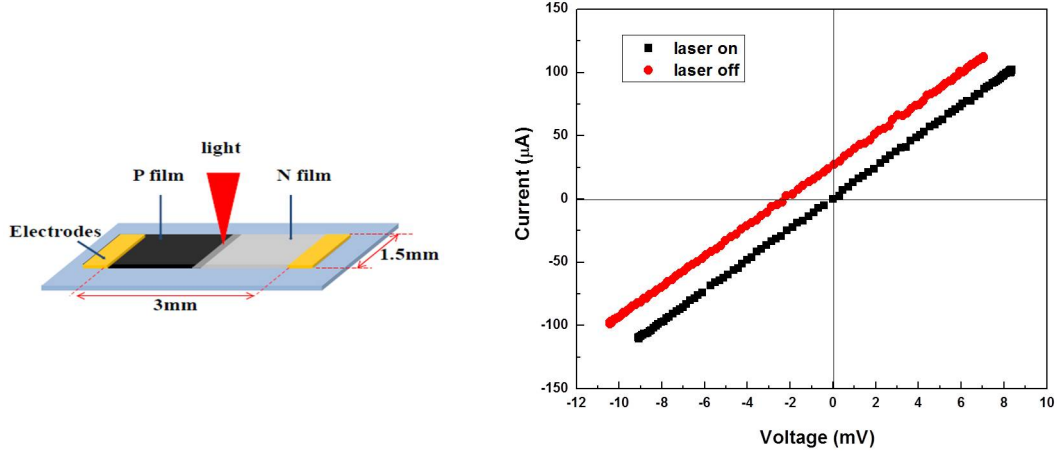 light
P film
N film
Electrodes
1.5mm
3mm
laser on
laser off
150
100
50
0
-50
-100
-150
-12
-10
-8
-6
-4
-2
0
2
4
6
8
10
Current (μA)
Voltage (mV)